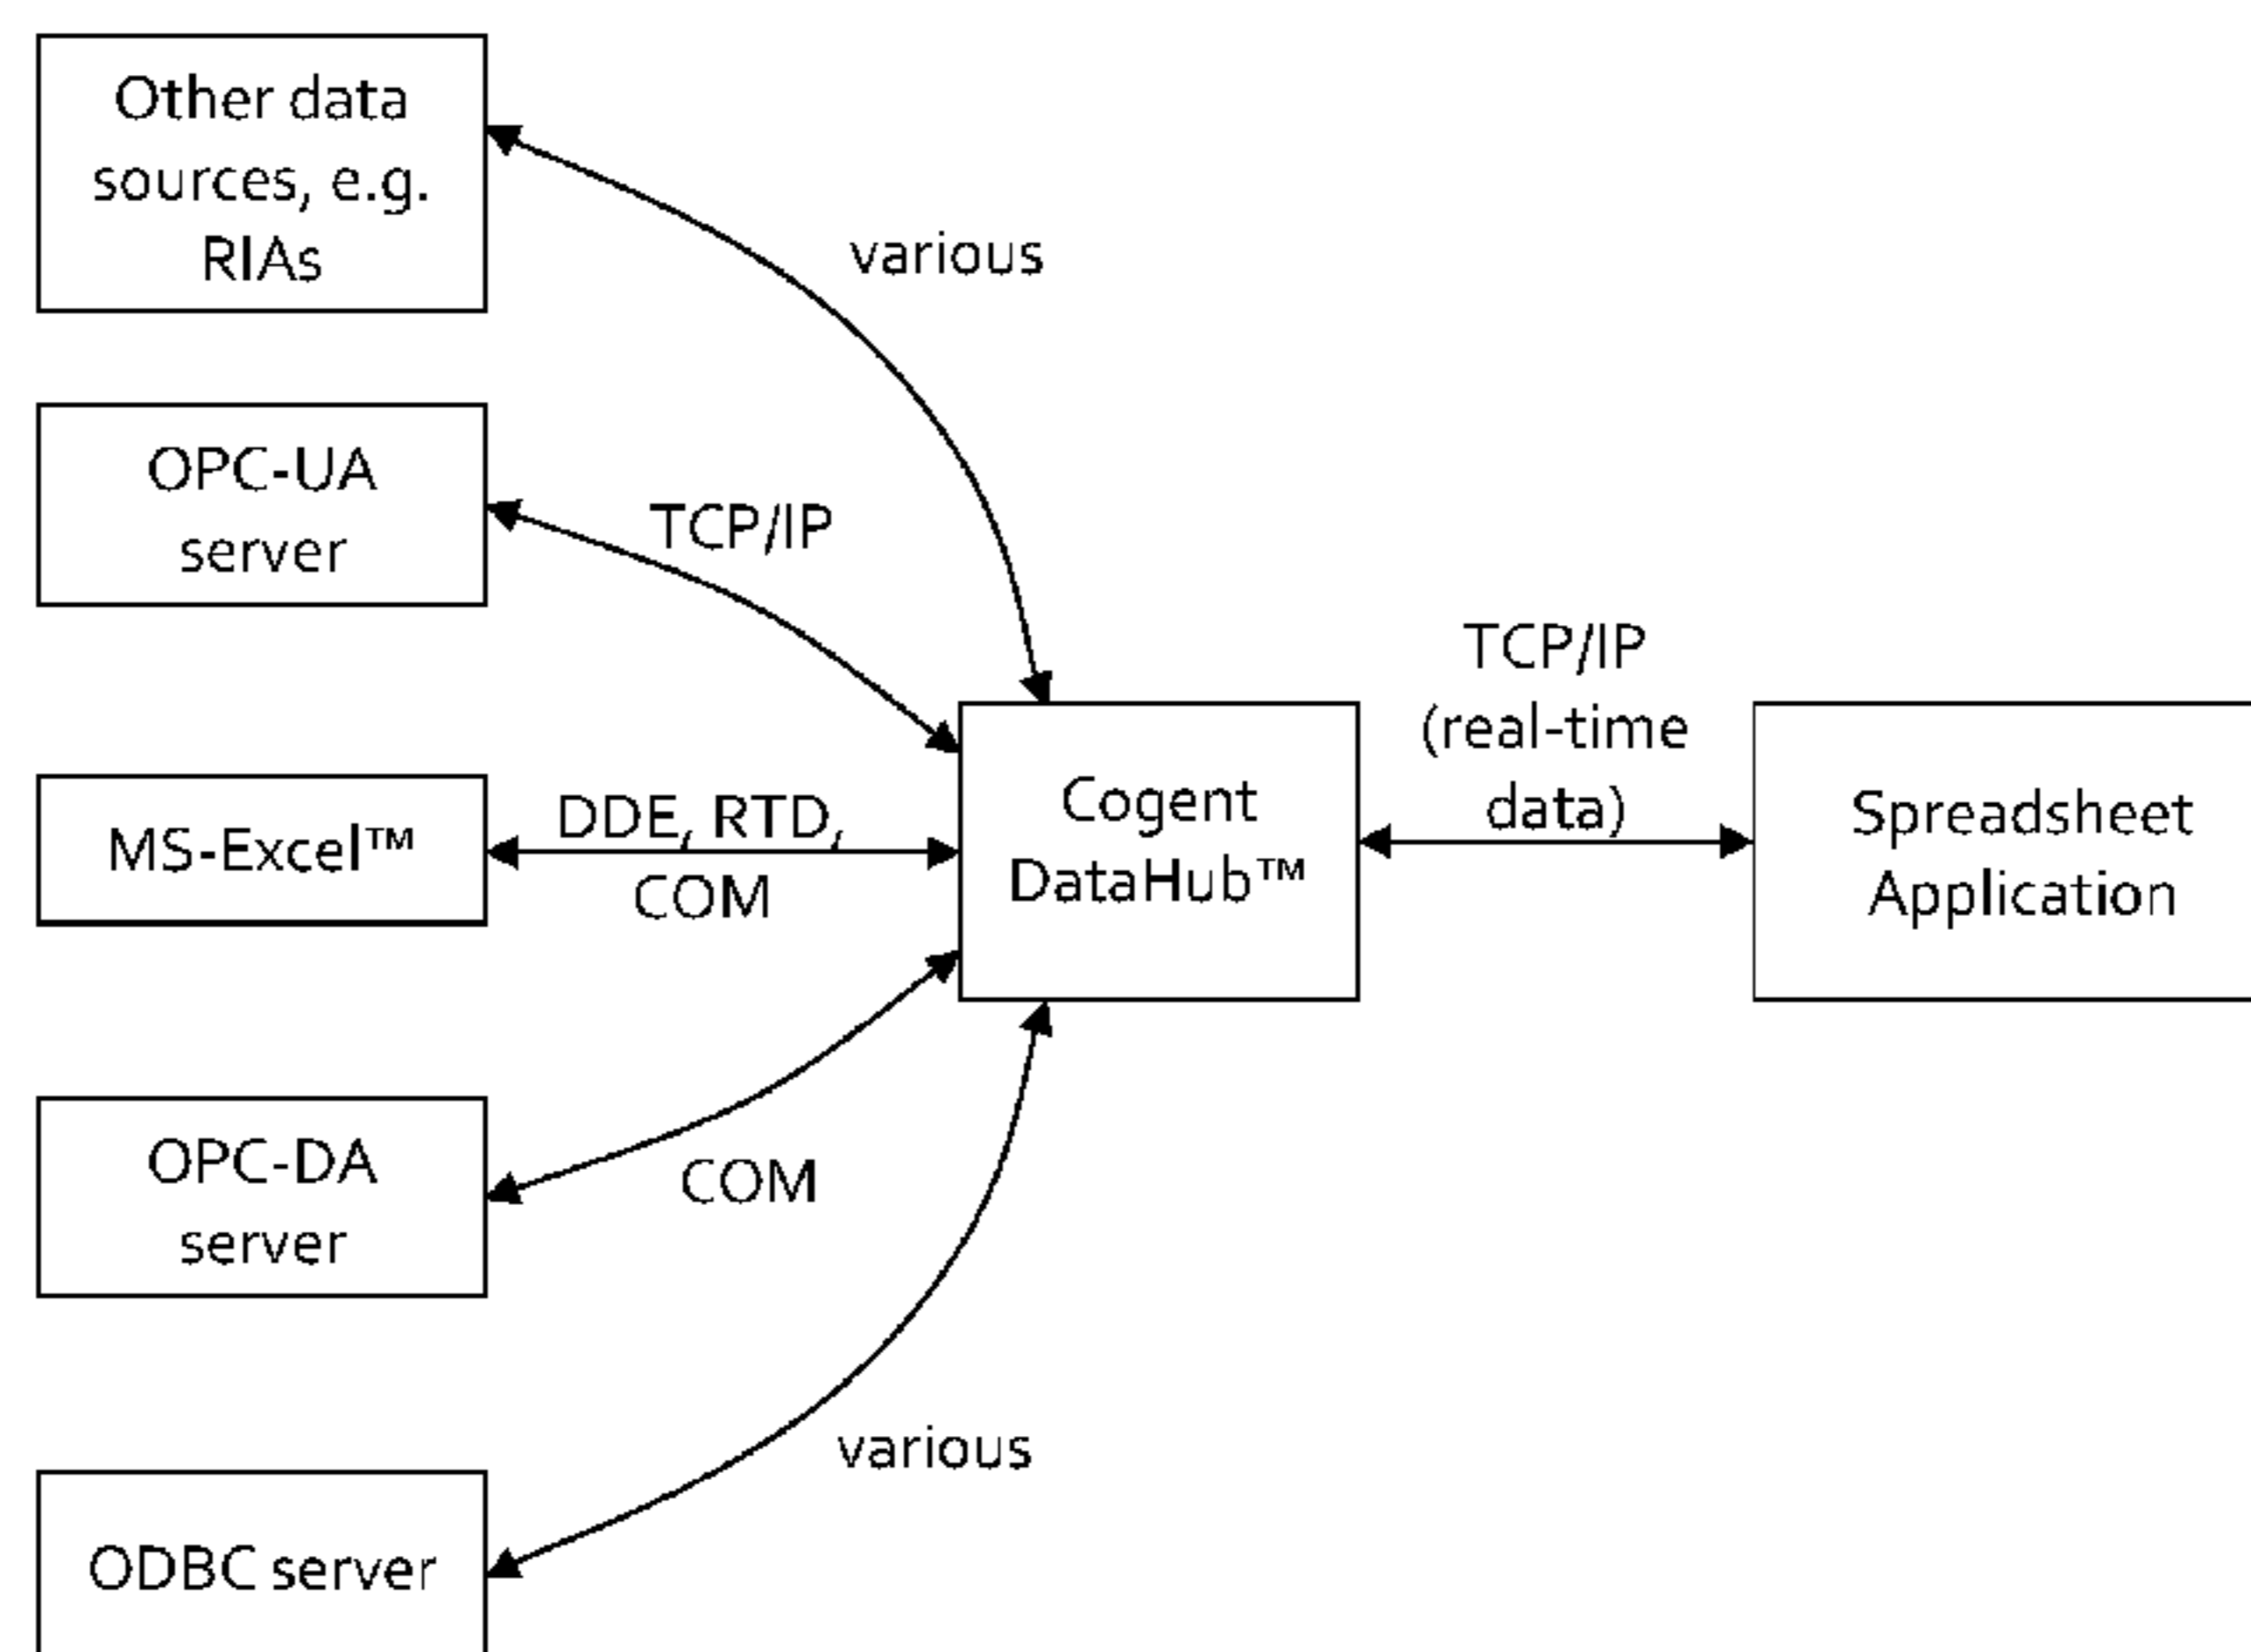 Other data
sources, e.g.
RIAs
various
OPC-UA
server
TCP/IP
TCP/IP
(real-time
data)
MS-Excel™
DDE, RTD,
COM
Cogent
DataHub™
Spreadsheet
Application
OPC-DA
server
COM
various
ODBC server